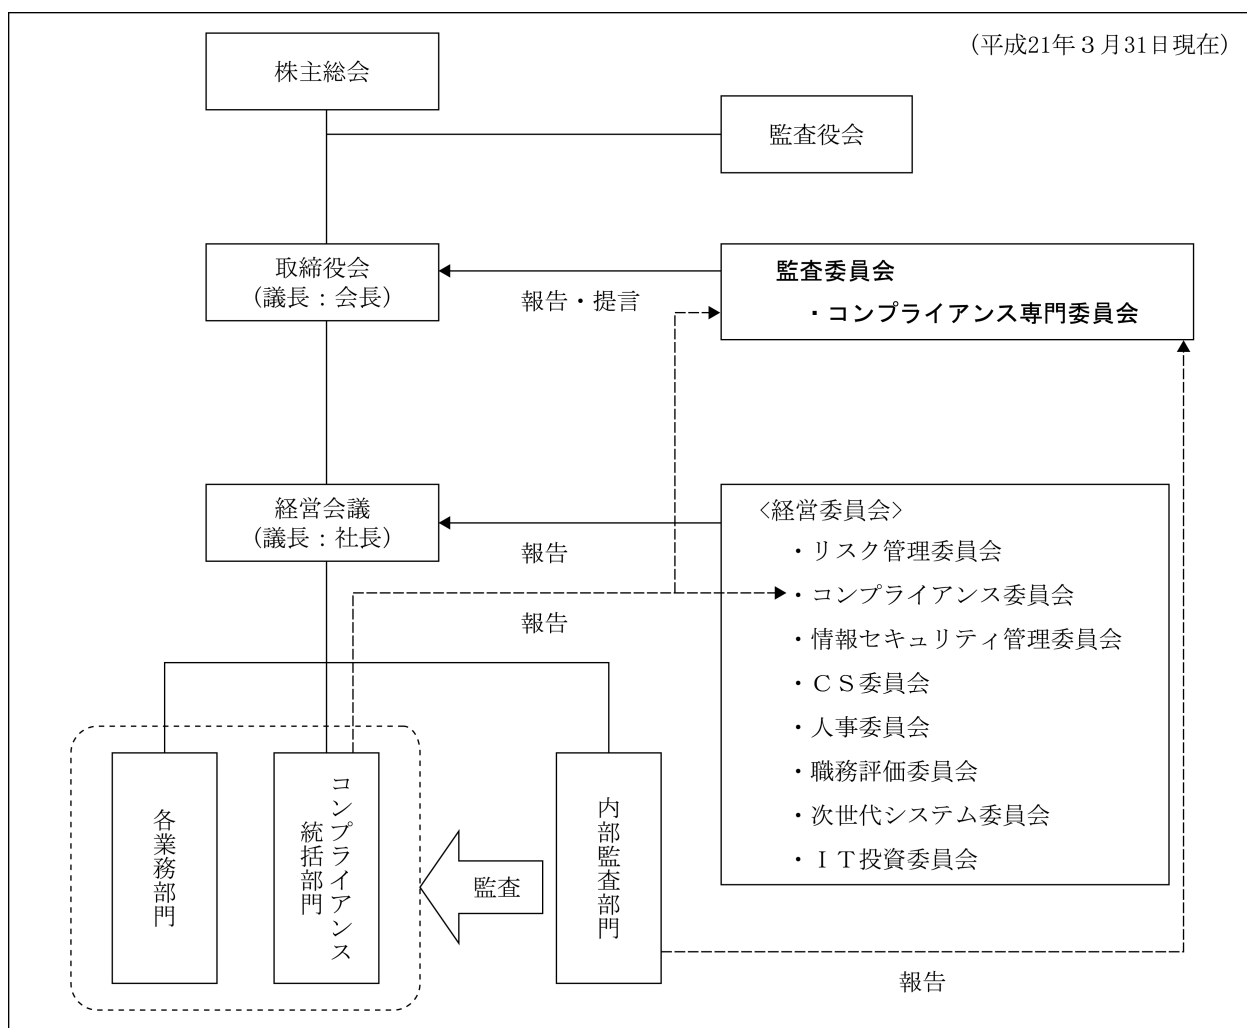 (平成21年３月31日現在)
株主総会
監査役会
取締役会
(議長：会長)
報告・提言
監査委員会
・コンプライアンス専門委員会
経営会議
(議長：社長)
報告
報告
〈経営委員会〉
・リスク管理委員会
・コンプライアンス委員会
・情報セキュリティ管理委員会
・ＣＳ委員会
・人事委員会
・職務評価委員会
・次世代システム委員会
・ＩＴ投資委員会
各業務部門
コンプライアンス
統括部門
監査
内部監査部門
報告